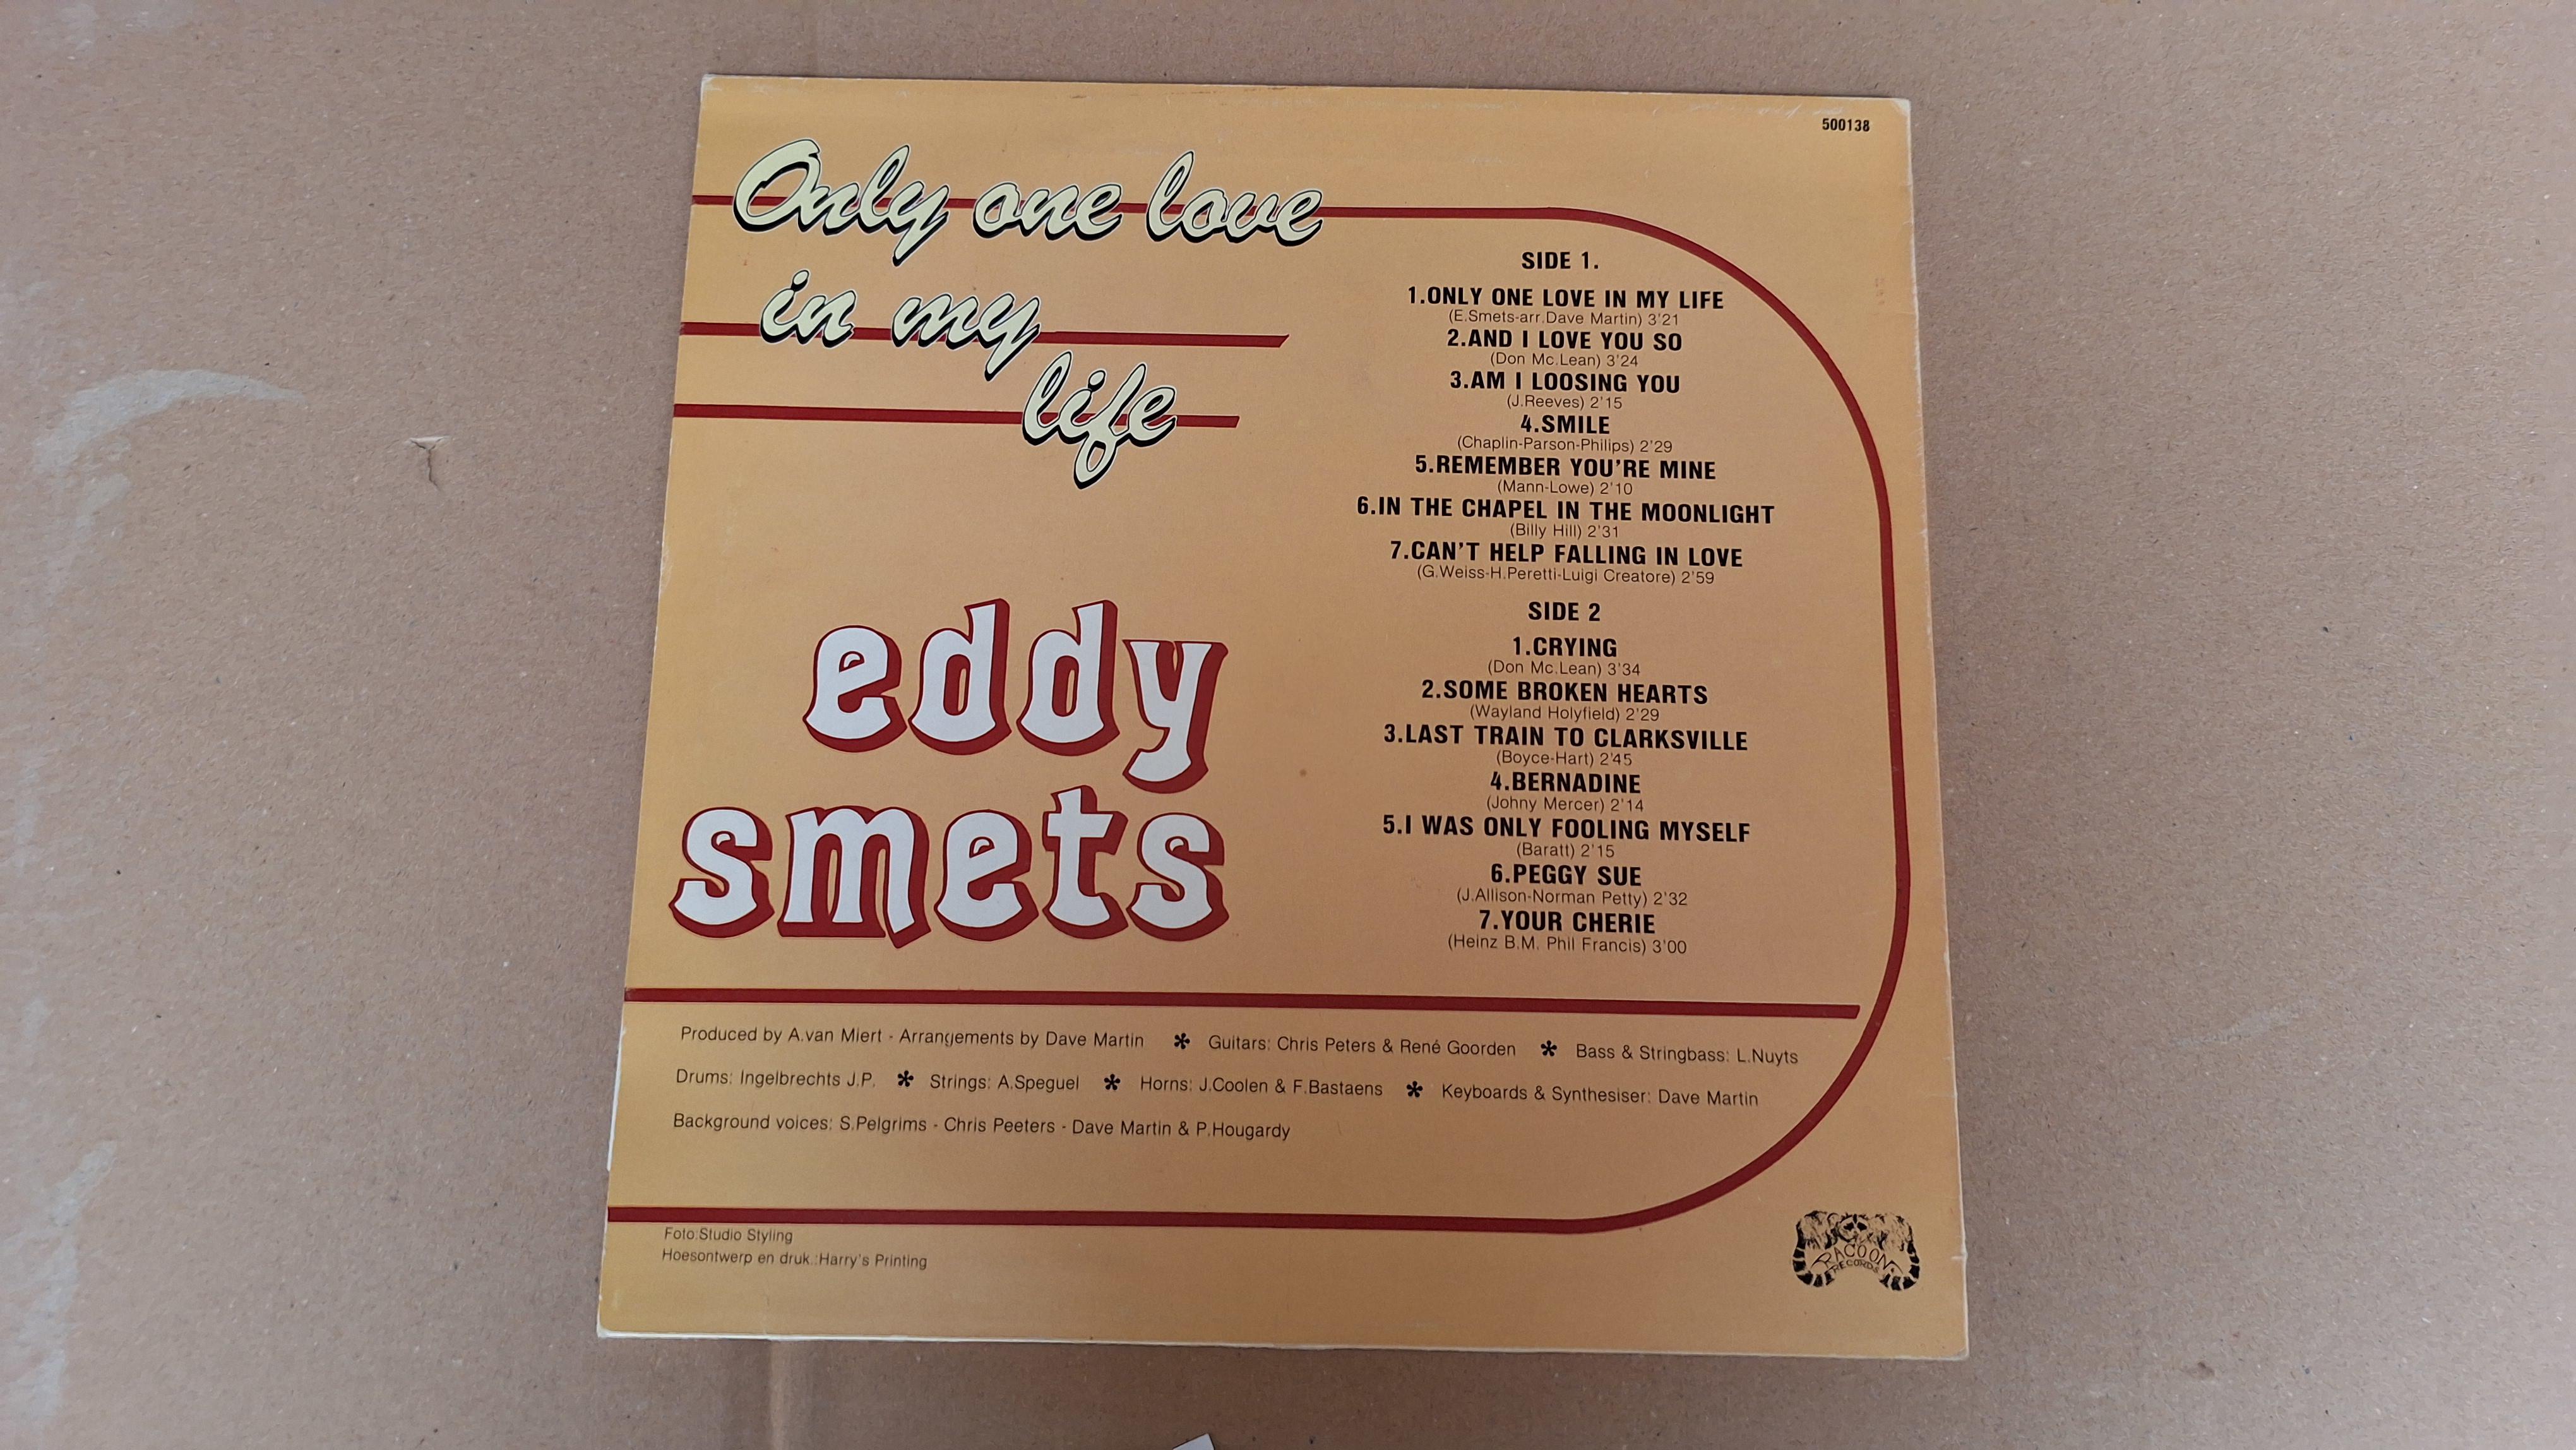 500138
Only one love
in my
life
eddy
smets
SIDE 1.
1.ONLY ONE LOVE IN MY LIFE
(E.Smets-arr.Dave Martin) 3'21
2.AND I LOVE YOU SO
(Don Mc.Lean) 3'24
3.AM I LOOSING YOU
(J.Reeves) 2'15
4.SMILE
(Chaplin-Parson-Philips) 2'29
5.REMEMBER YOU'RE MINE
(Mann-Lowe) 2'10
6.IN THE CHAPEL IN THE MOONLIGHT
(Billy Hill) 2'31
7.CAN'T HELP FALLING IN LOVE
(G.Weiss-H.Peretti-Luigi Creatore) 2'59
SIDE 2
1.CRYING
(Don Mc.Lean) 3'34
2.SOME BROKEN HEARTS
(Wayland Holyfield) 2'29
3.LAST TRAIN TO CLARKSVILLE
(Boyce-Hart) 2'45
4.BERNADINE
(Johny Mercer) 2'14
5.I WAS ONLY FOOLING MYSELF
(Baratt) 2'15
6.PEGGY SUE
(J.Allison-Norman Petty) 2'32
7.YOUR CHERIE
(Heinz B.M. Phil Francis) 3'00
Produced by A.van Miert - Arrangements by Dave Martin * Guitars: Chris Peters & René Goorden * Bass & Stringbass: L.Nuyts
Drums: Ingelbrechts J.P. * Strings: A.Speguel * Horns: J.Coolen & F.Bastaens * Keyboards & Synthesiser: Dave Martin
Background voices: S.Pelgrims - Chris Peeters - Dave Martin & P.Hougardy
Foto:Studio Styling
Hoesontwerp en druk.:Harry's Printing
RACOON
RECORDS